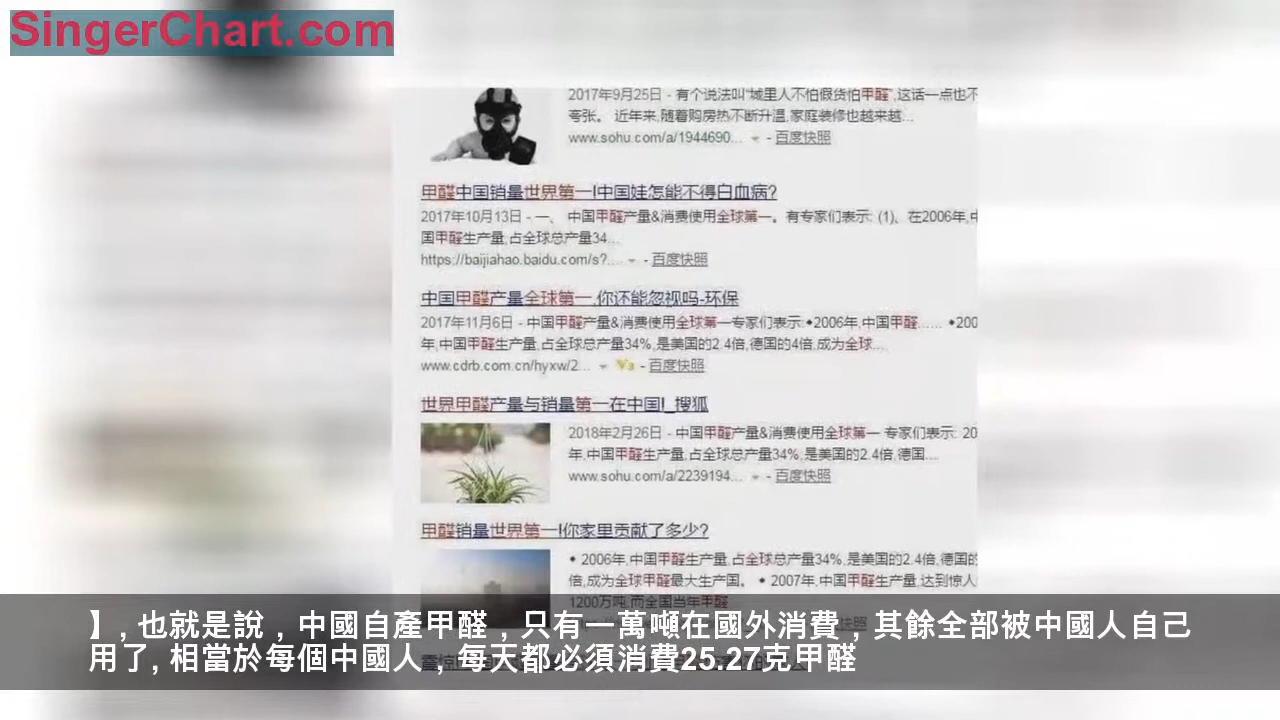 SingerChart.com
2017年9月25日 - 有个说法叫"城里人不怕假货怕甲醛",这话一点也不
夸张。 近年来,随着购房热不断升温,家庭装修也越来越...
www.sohu.com/a/1944690... - 百度快照
甲醛中国销量世界第一!中国娃怎能不得白血病?
2017年10月13日 - 一、 中国甲醛产量&消费使用全球第一。有专家们表示: (1)、在2006年,中
国甲醛生产量,占全球总产量34...
https://baijiahao.baidu.com/s?... - 百度快照
中国甲醛产量全球第一,你还能忽视吗-环保
2017年11月6日 - 中国甲醛产量&消费使用全球第一专家们表示:•2006年,中国甲醛...... •200
年,中国甲醛生产量,占全球总产量34%,是美国的2.4倍,德国的4倍,成为全球...
www.cdrb.com.cn/hyxw/2... - 百度快照
世界甲醛产量与销量第一在中国!_搜狐
2018年2月26日 - 中国甲醛产量&消费使用全球第一 专家们表示: 20
年,中国甲醛生产量,占全球总产量34%,是美国的2.4倍,德国...
www.sohu.com/a/2239194... - 百度快照
甲醛销量世界第一!你家里贡献了多少?
• 2006年,中国甲醛生产量,占全球总产量34%,是美国的2.4倍,德国的
倍,成为全球甲醛最大生产国。 • 2007年,中国甲醛生产量,达到惊人
1200万吨,而全国当年甲醛
】, 也就是說，中國自產甲醛，只有一萬噸在國外消費，其餘全部被中國人自己
用了, 相當於每個中國人，每天都必須消費25.27克甲醛